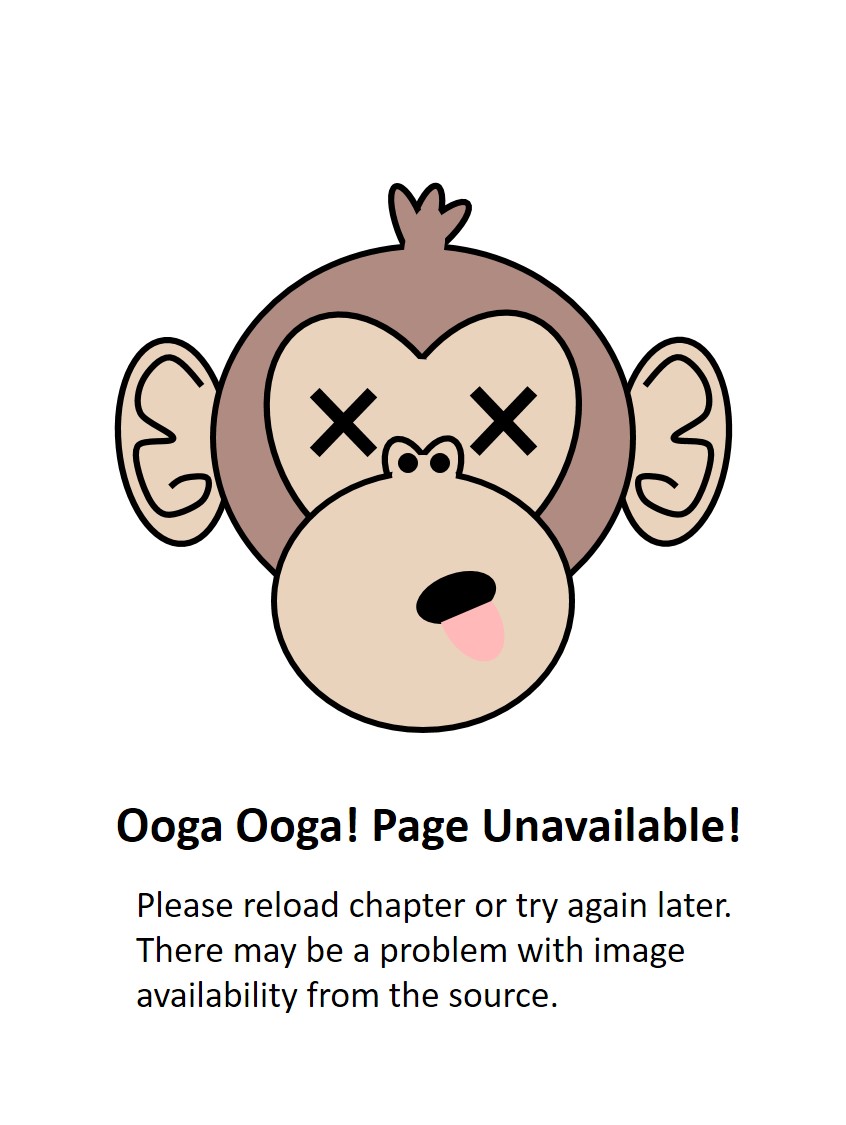 Ooga Ooga! Page Unavailable!
Please reload chapter or try again later.
There may be a problem with image
availability from the source.